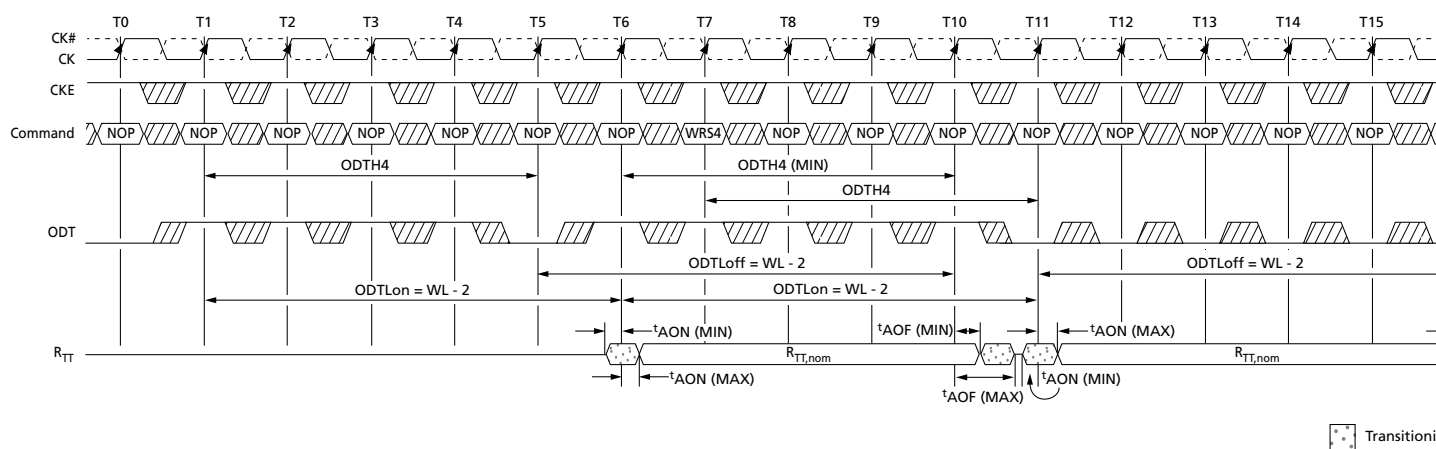 T0 T1 T2 T3 T4 T5 T6 T7 T8 T9 T10 T11 T12 T13 T14 T15
CK#
CK
CKE
Command NOP NOP NOP NOP NOP NOP NOP WRS4 NOP NOP NOP NOP NOP NOP NOP NOP
ODTH4 ODTH4 (MIN)
ODTH4
ODT
ODTLoff = WL - 2 ODTLoff = WL - 2
ODTLon = WL - 2 ODTLon = WL - 2
tAON (MIN) tAOF (MIN) tAON (MAX)
RTT RTT,nom RTT,nom
tAON (MAX) tAON (MIN)
tAOF (MAX)
Transitioni